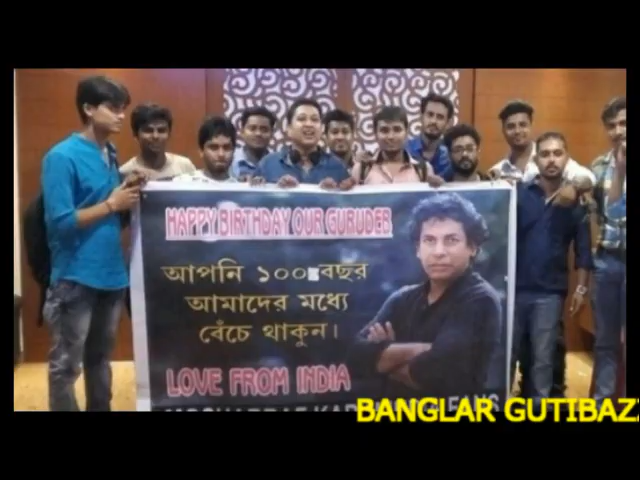 HAPPY BIRTHDAY OUR GURUDEB
আপনি ১০০ বছর
আমাদের মধ্যে
বেঁচে থাকুন।
LOVE FROM INDIA
BANGLAR GUTIBAZ